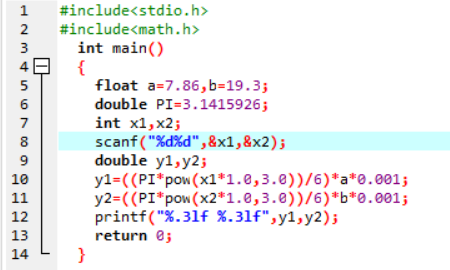 1 #include<stdio.h>
2 #include<math.h>
3 int main()
4 {
5 float a=7.86,b=19.3;
6 double PI=3.1415926;
7 int x1,x2;
8 scanf("%d%d",&x1,&x2);
9 double y1,y2;
10 y1=((PI*pow(x1*1.0,3.0))/6)*a*0.001;
11 y2=((PI*pow(x2*1.0,3.0))/6)*b*0.001;
12 printf("%.3lf %.3lf",y1,y2);
13 return 0;
14 }